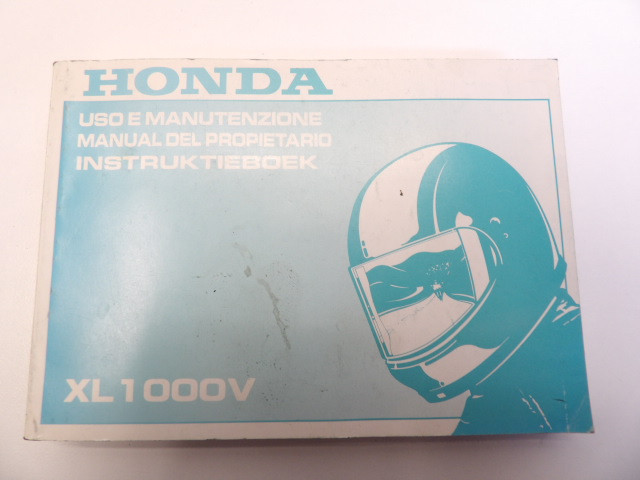 HONDA
USO E MANUTENZIONE
MANUAL DEL PROPIETARIO
INSTRUKTIEBOEK
XL1000V